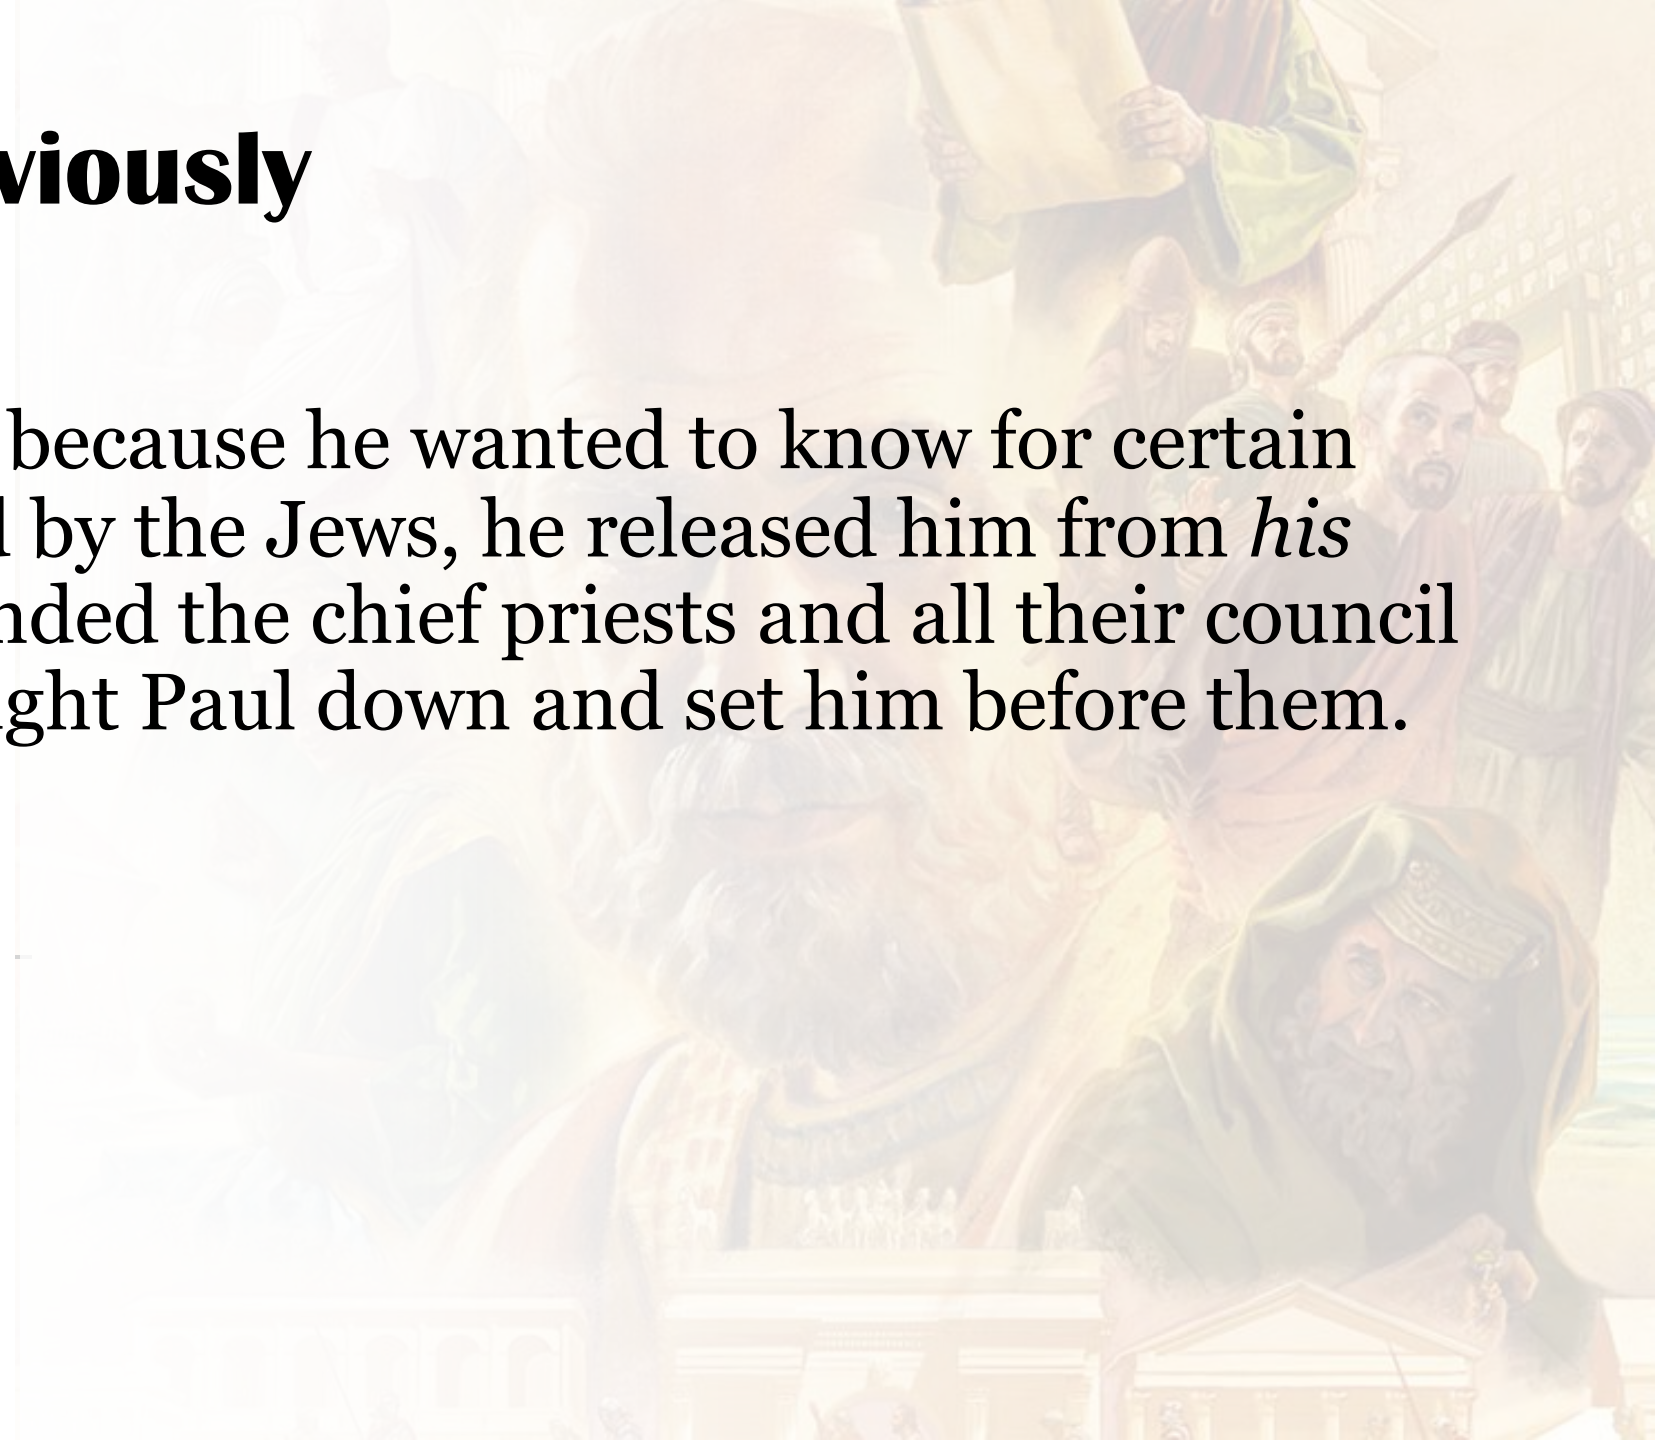 viously
because he wanted to know for certain
d by the Jews, he released him from his
nded the chief priests and all their council
ght Paul down and set him before them.